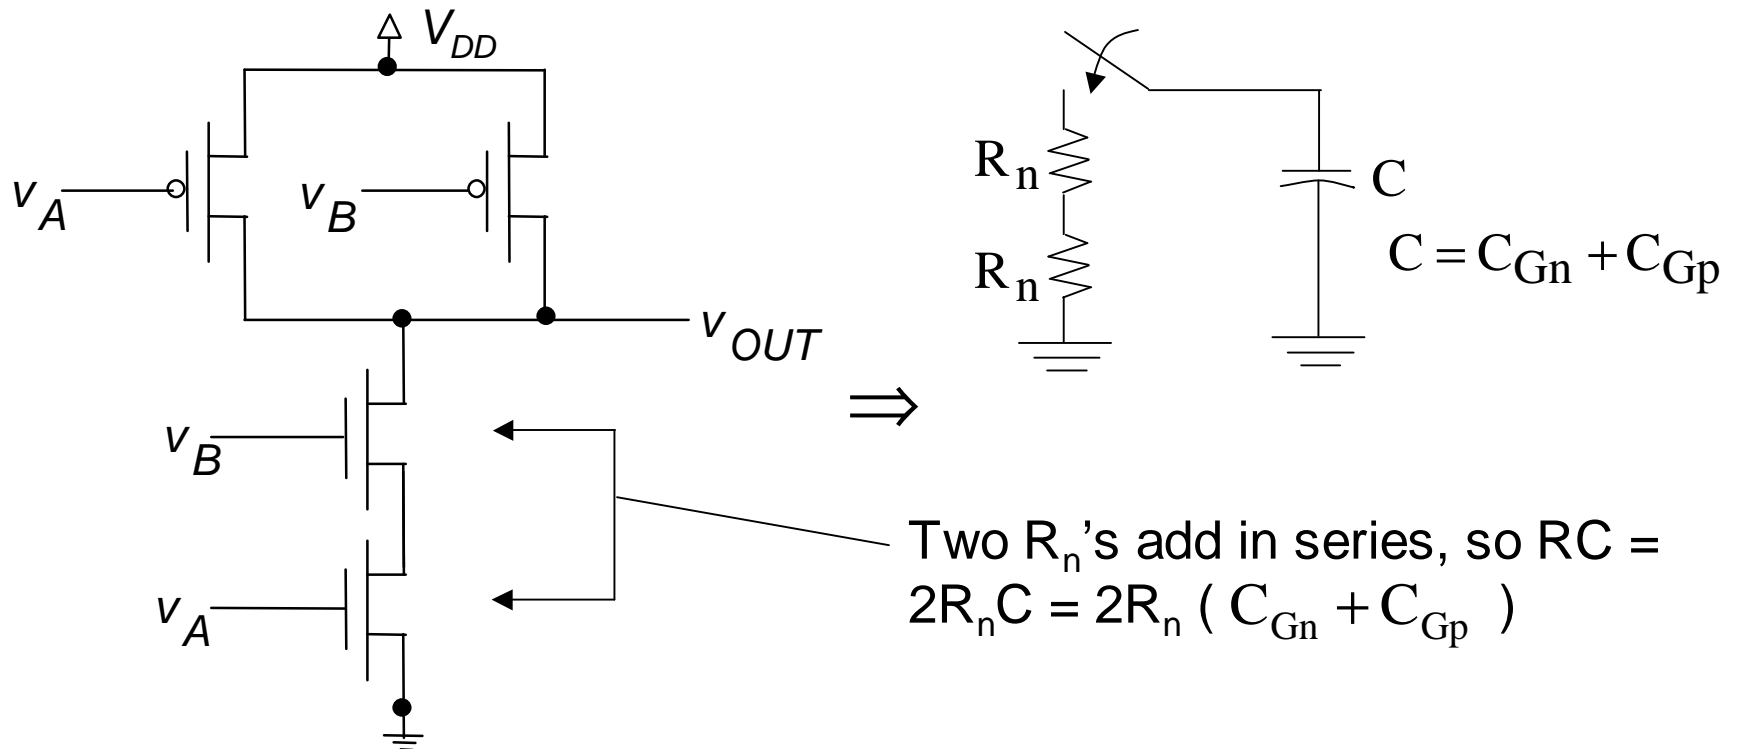 V_DD
v_A
v_B
v_OUT
v_B
v_A
R_n
R_n
C
C = C_Gn + C_Gp
⇒
Two R_n's add in series, so RC =
2R_nC = 2R_n ( C_Gn + C_Gp )